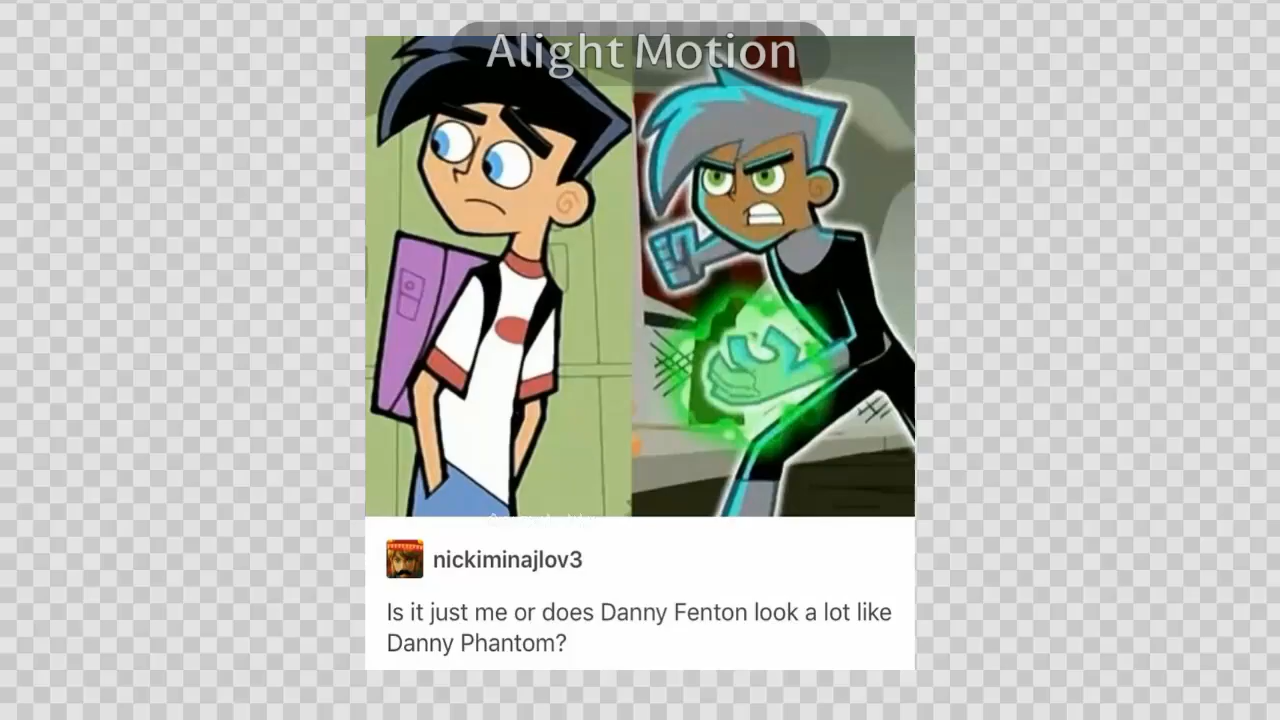 Alight Motion
nickiminajlov3
Is it just me or does Danny Fenton look a lot like
Danny Phantom?